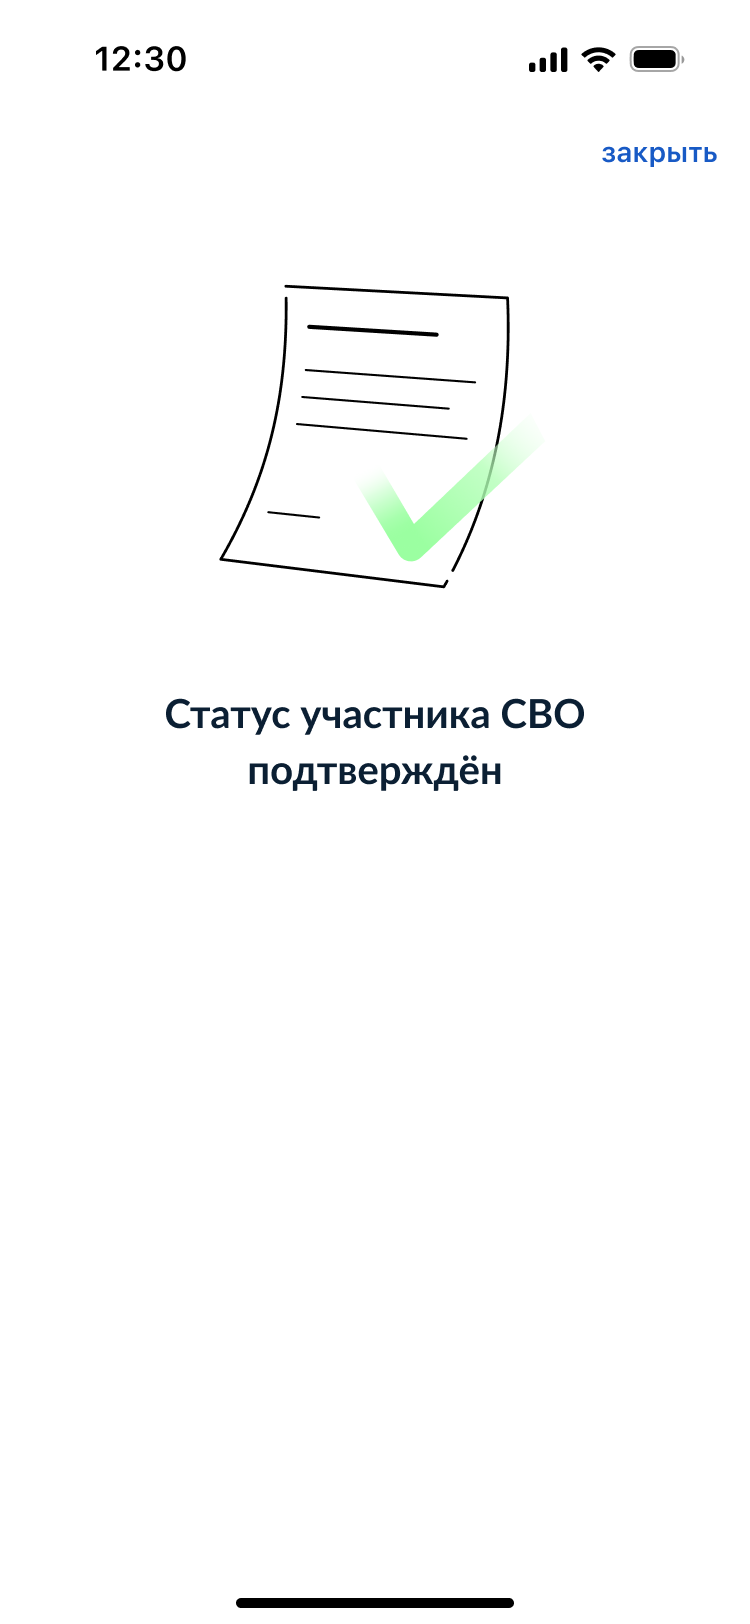 12:30
закрыть
Статус участника СВО
подтверждён